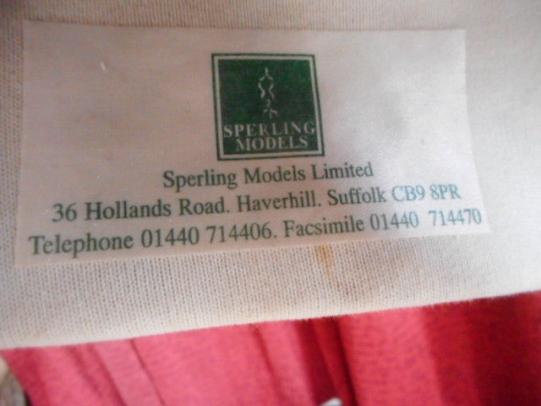 SPERLING
MODELS
Sperling Models Limited
36 Hollands Road. Haverhill. Suffolk CB9 8PR
Telephone 01440 714406. Facsimile 01440 714470